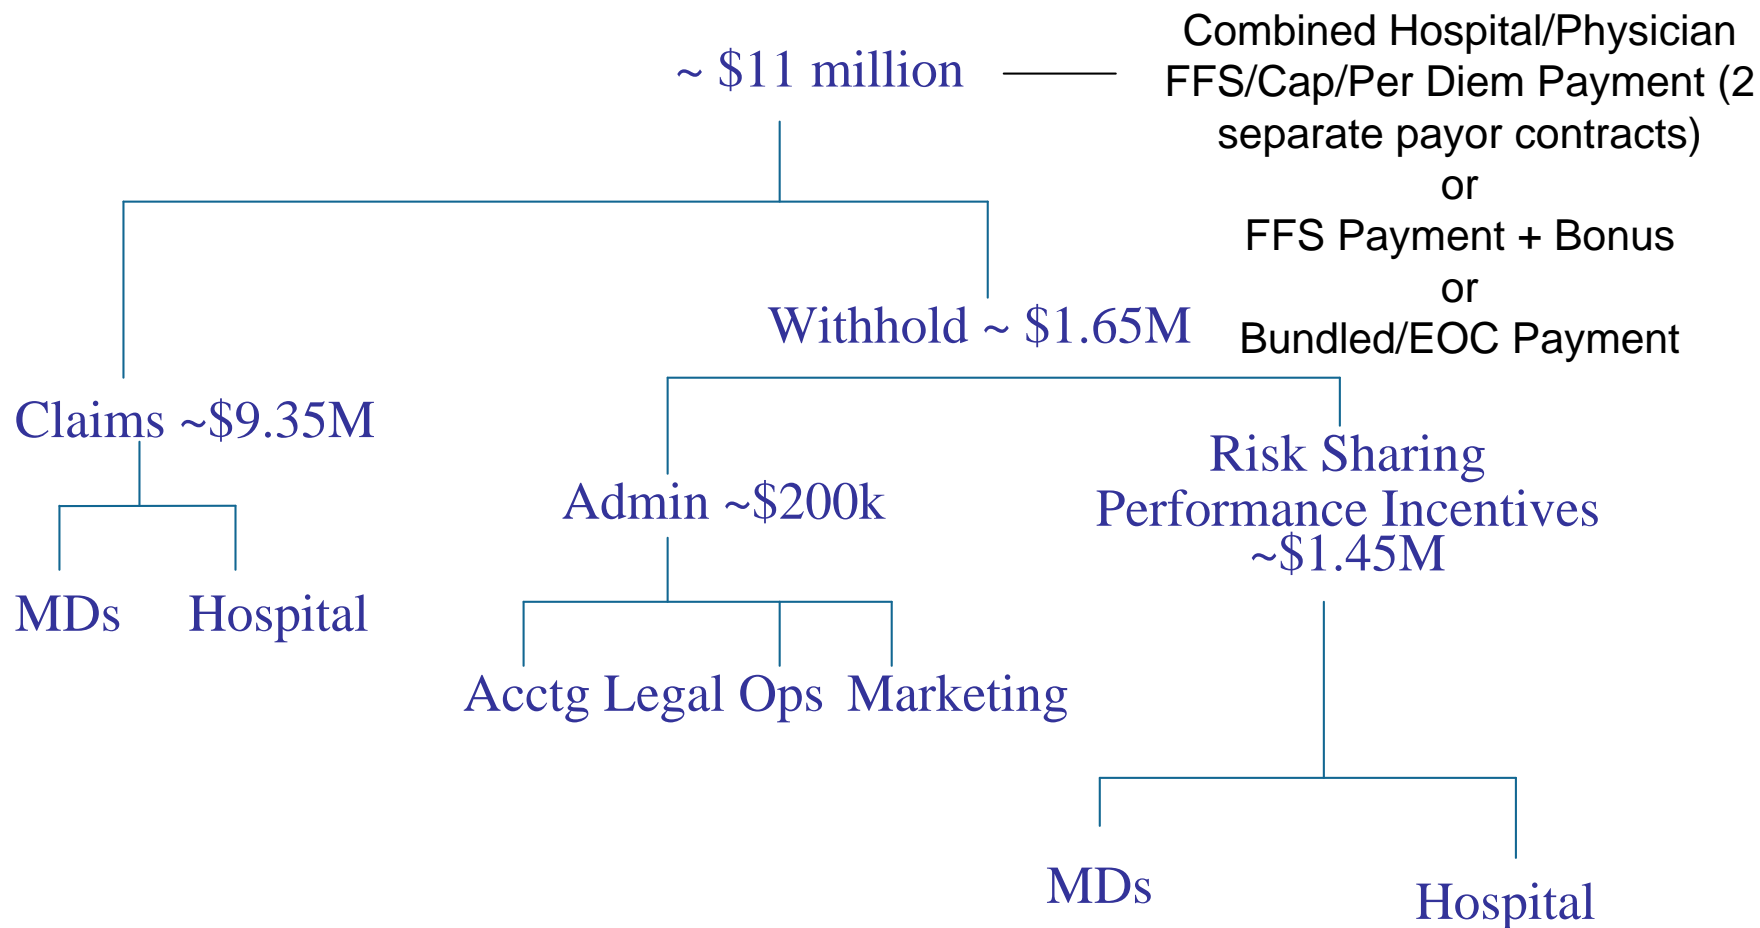 ~ $11 million
Combined Hospital/Physician
FFS/Cap/Per Diem Payment (2
separate payor contracts)
or
FFS Payment + Bonus
or
Bundled/EOC Payment
Withhold ~ $1.65M
Claims ~$9.35M
MDs
Hospital
Admin ~$200k
Acctg Legal Ops Marketing
Risk Sharing
Performance Incentives
~$1.45M
MDs
Hospital